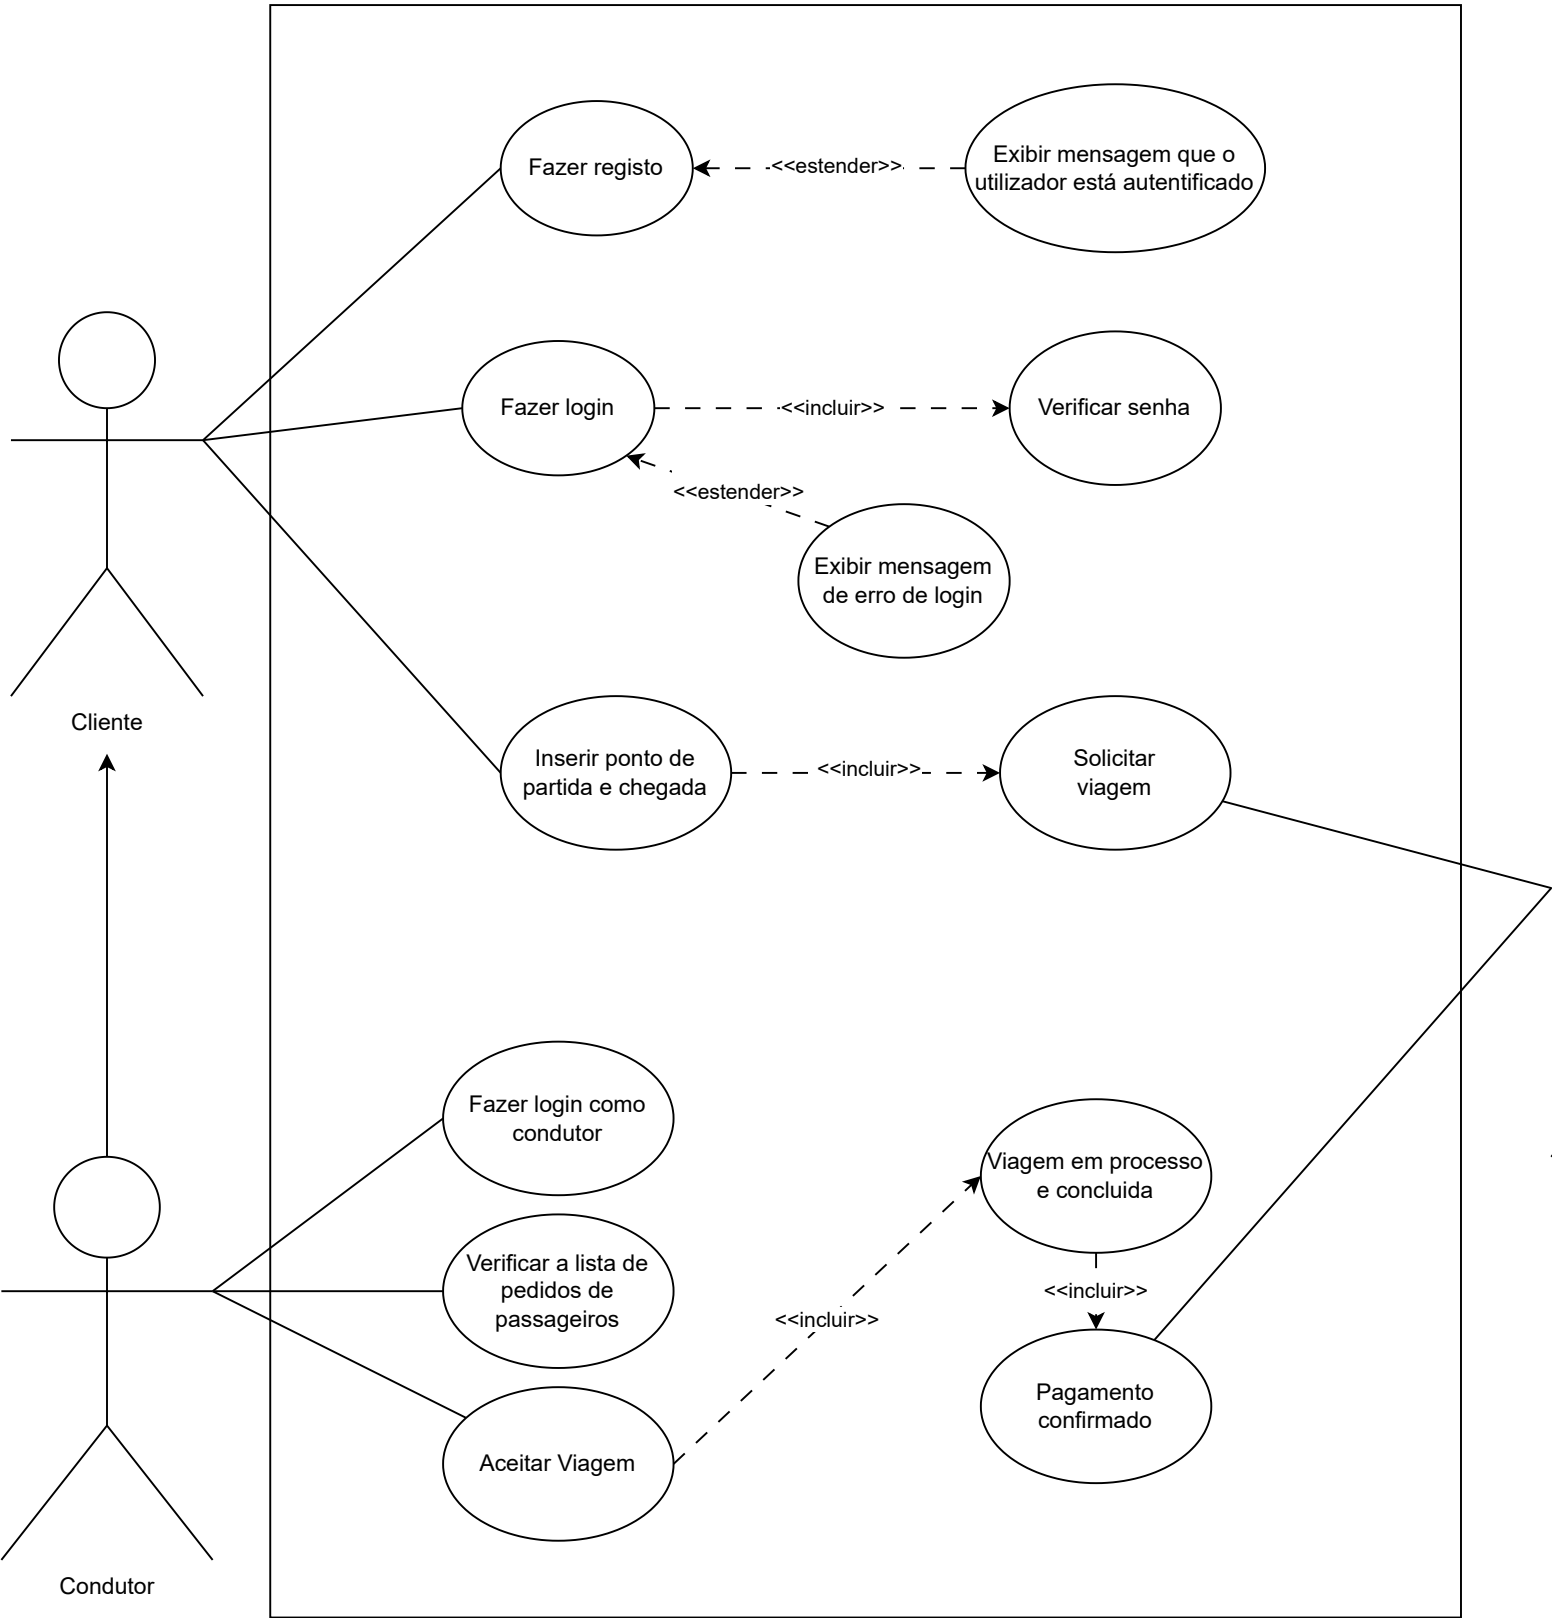 Fazer registo
<<estender>>
Exibir mensagem que o
utilizador está autentificado
Fazer login
<<incluir>>
Verificar senha
<<estender>>
Exibir mensagem
de erro de login
Cliente
Inserir ponto de
partida e chegada
<<incluir>>
Solicitar
viagem
Fazer login como
condutor
Viagem em processo
e concluida
Verificar a lista de
pedidos de
passageiros
<<incluir>>
<<incluir>>
Pagamento
confirmado
Aceitar Viagem
Condutor